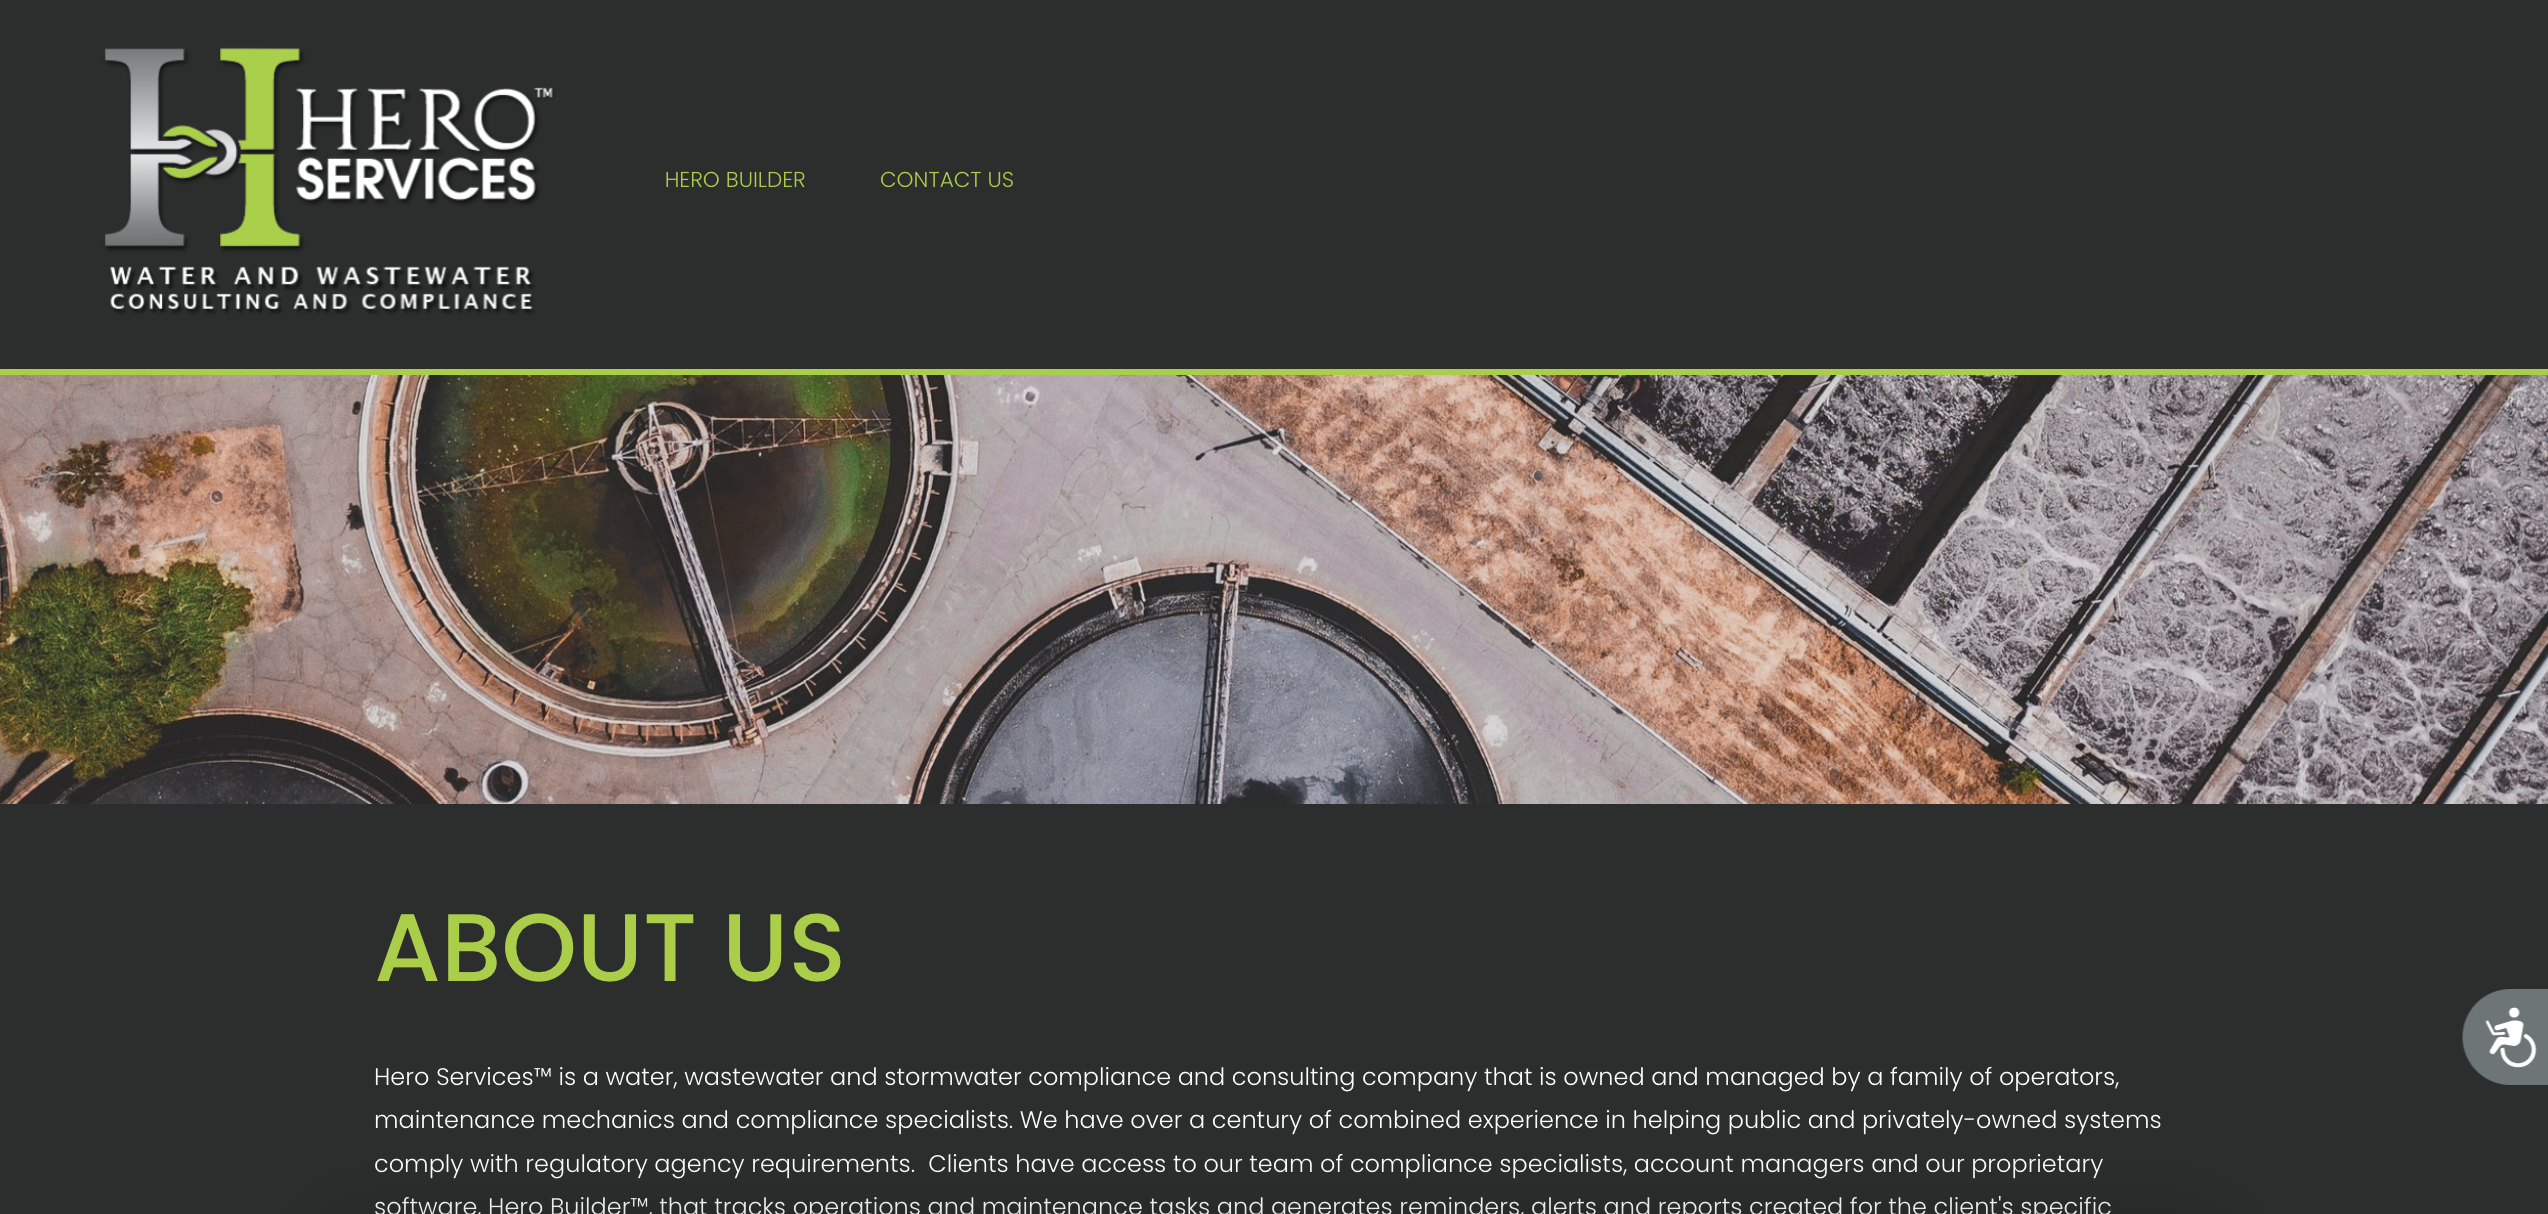 HERO™
SERVICES
WATER AND WASTEWATER
CONSULTING AND COMPLIANCE
HERO BUILDER
CONTACT US
ABOUT US
Hero Services™ is a water, wastewater and stormwater compliance and consulting company that is owned and managed by a family of operators,
maintenance mechanics and compliance specialists. We have over a century of combined experience in helping public and privately-owned systems
comply with regulatory agency requirements.  Clients have access to our team of compliance specialists, account managers and our proprietary
software, Hero Builder™, that tracks operations and maintenance tasks and generates reminders, alerts and reports created for the client's specific